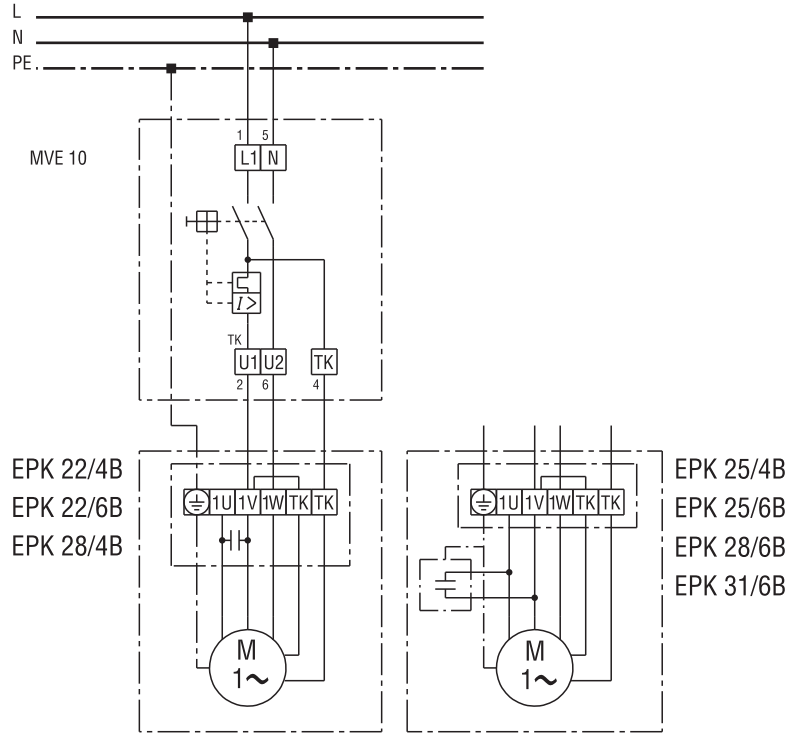 L
N
PE
MVE 10
1 5
L1 N
I >
TK
U1 U2 TK
2 6 4
EPK 22/4B
EPK 22/6B
EPK 28/4B
1U 1V 1W TK TK
M
1~
1U 1V 1W TK TK
M
1~
EPK 25/4B
EPK 25/6B
EPK 28/6B
EPK 31/6B